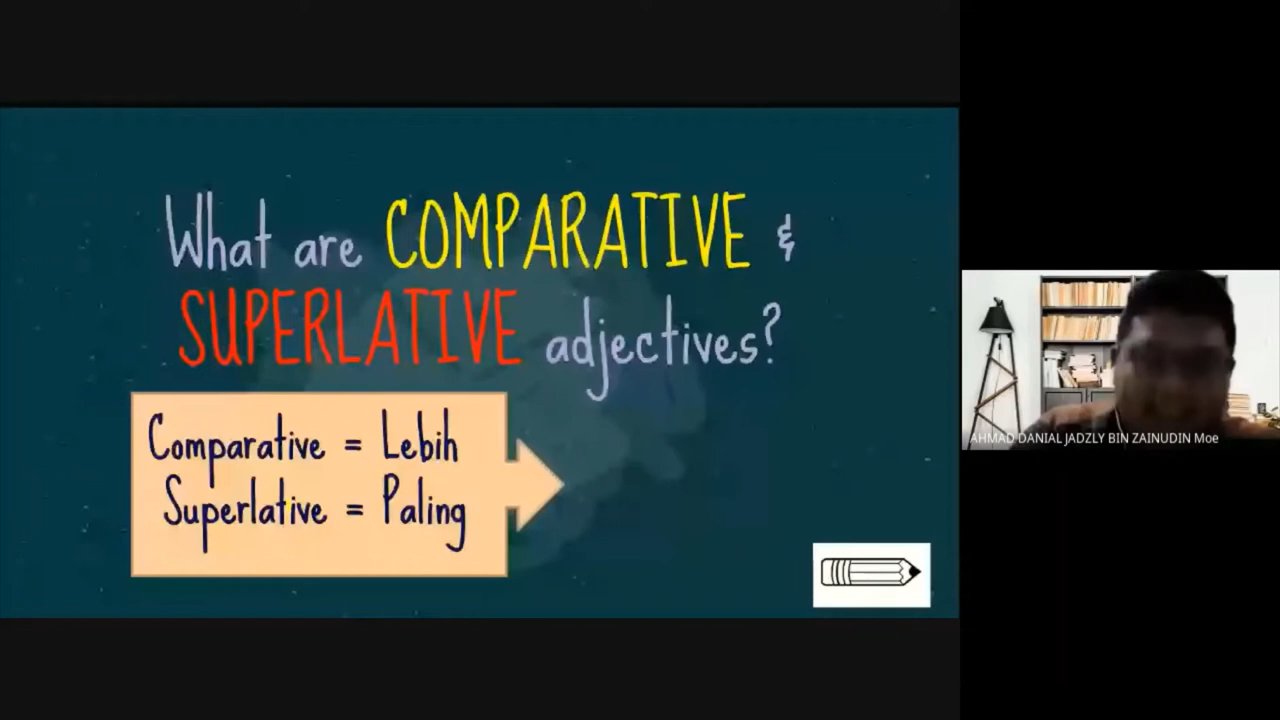 What are COMPARATIVE &
SUPERLATIVE adjectives?
Comparative = Lebih
Superlative = Paling
AHMAD DANIAL JADZLY BIN ZAINUDIN Moe